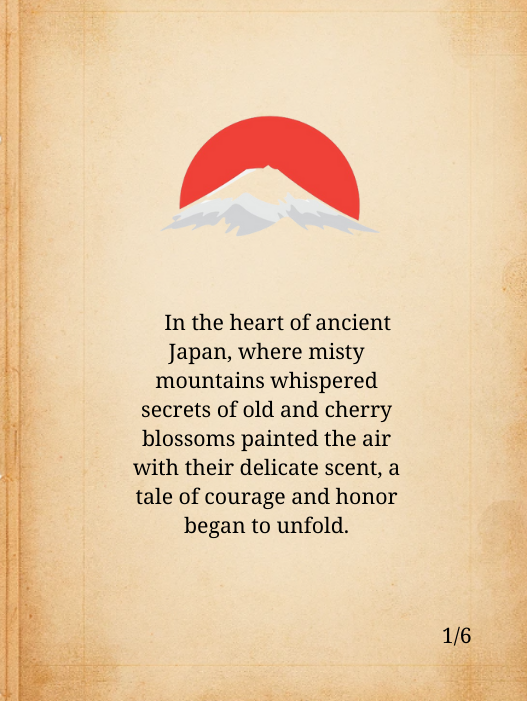 In the heart of ancient
Japan, where misty
mountains whispered
secrets of old and cherry
blossoms painted the air
with their delicate scent, a
tale of courage and honor
began to unfold.
1/6